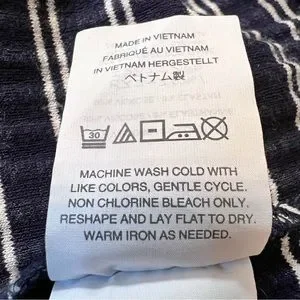 MADE IN VIETNAM
FABRIQUÉ AU VIETNAM
IN VIETNAM HERGESTELLT
ベトナム製
30
MACHINE WASH COLD WITH
LIKE COLORS, GENTLE CYCLE.
NON CHLORINE BLEACH ONLY.
RESHAPE AND LAY FLAT TO DRY.
WARM IRON AS NEEDED.